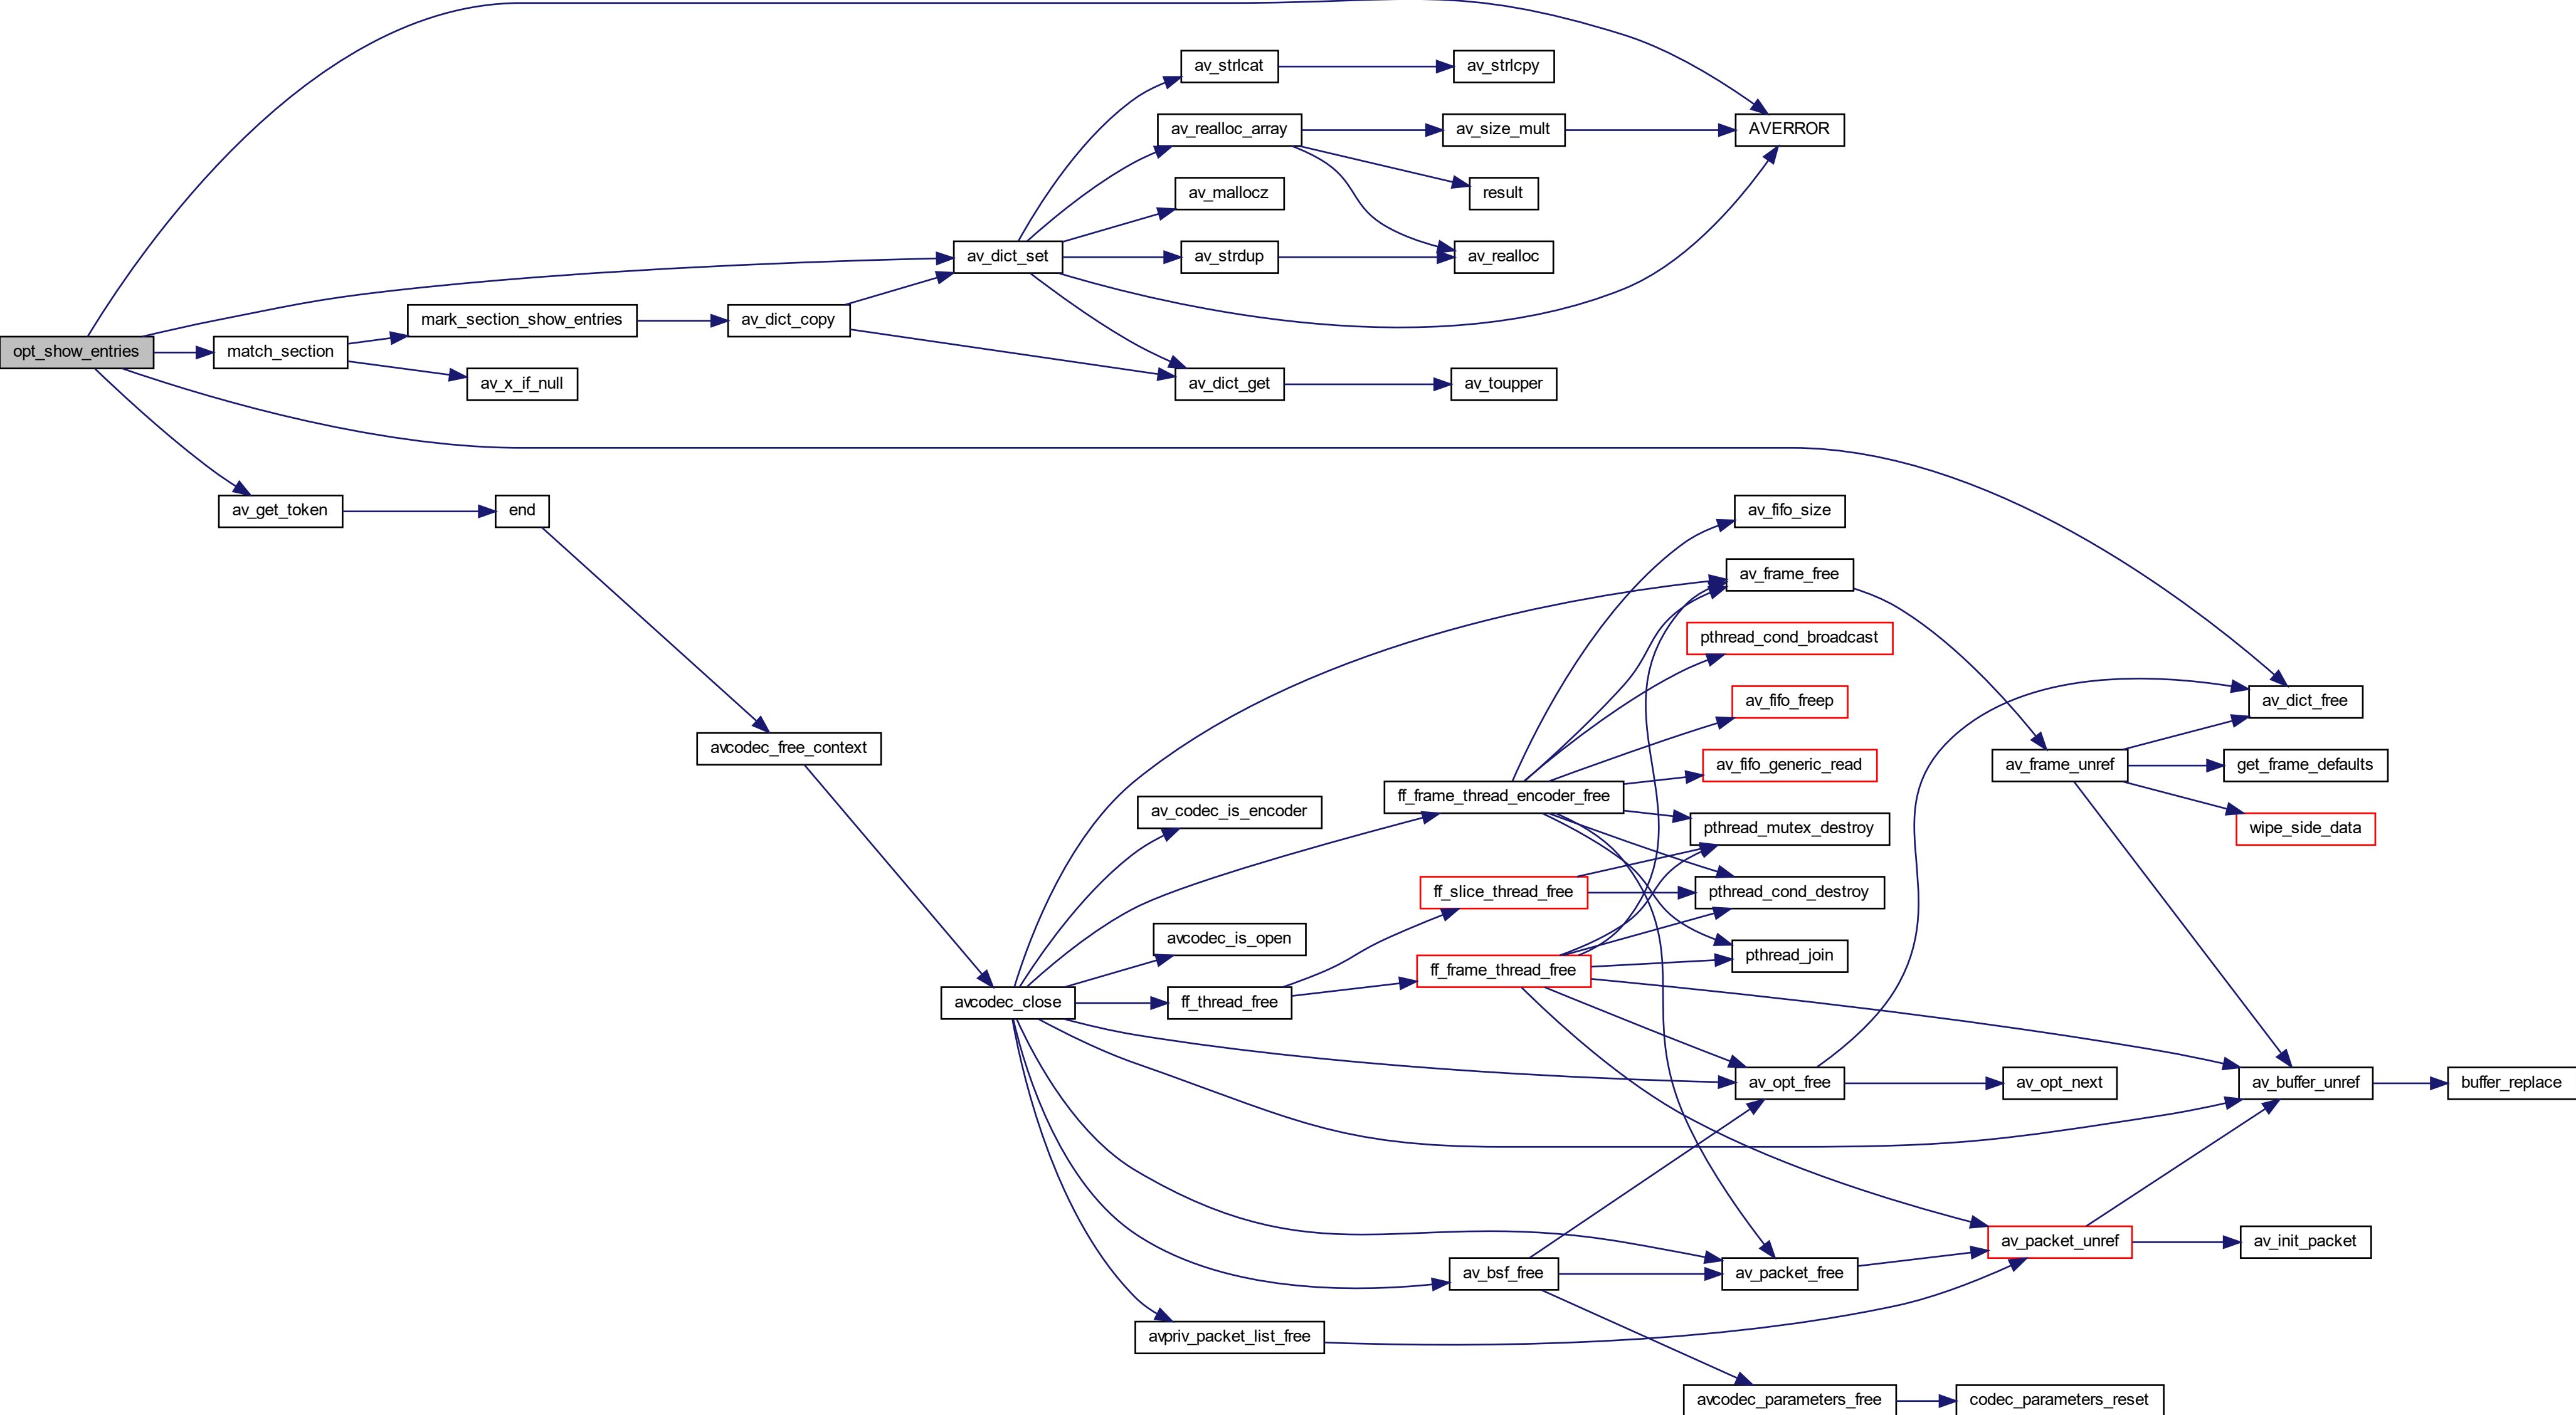 av_strlcat
av_strlcpy
av_realloc_array
av_size_mult
AVERROR
av_mallocz
result
av_dict_set
av_strdup
av_realloc
mark_section_show_entries
av_dict_copy
opt_show_entries
match_section
av_x_if_null
av_dict_get
av_toupper
av_get_token
end
av_fifo_size
av_frame_free
pthread_cond_broadcast
av_fifo_freep
av_dict_free
avcodec_free_context
av_fifo_generic_read
av_frame_unref
get_frame_defaults
ff_frame_thread_encoder_free
av_codec_is_encoder
pthread_mutex_destroy
wipe_side_data
ff_slice_thread_free
pthread_cond_destroy
avcodec_is_open
pthread_join
ff_frame_thread_free
avcodec_close
ff_thread_free
av_opt_free
av_opt_next
av_buffer_unref
buffer_replace
av_packet_unref
av_init_packet
av_bsf_free
av_packet_free
avpriv_packet_list_free
avcodec_parameters_free
codec_parameters_reset